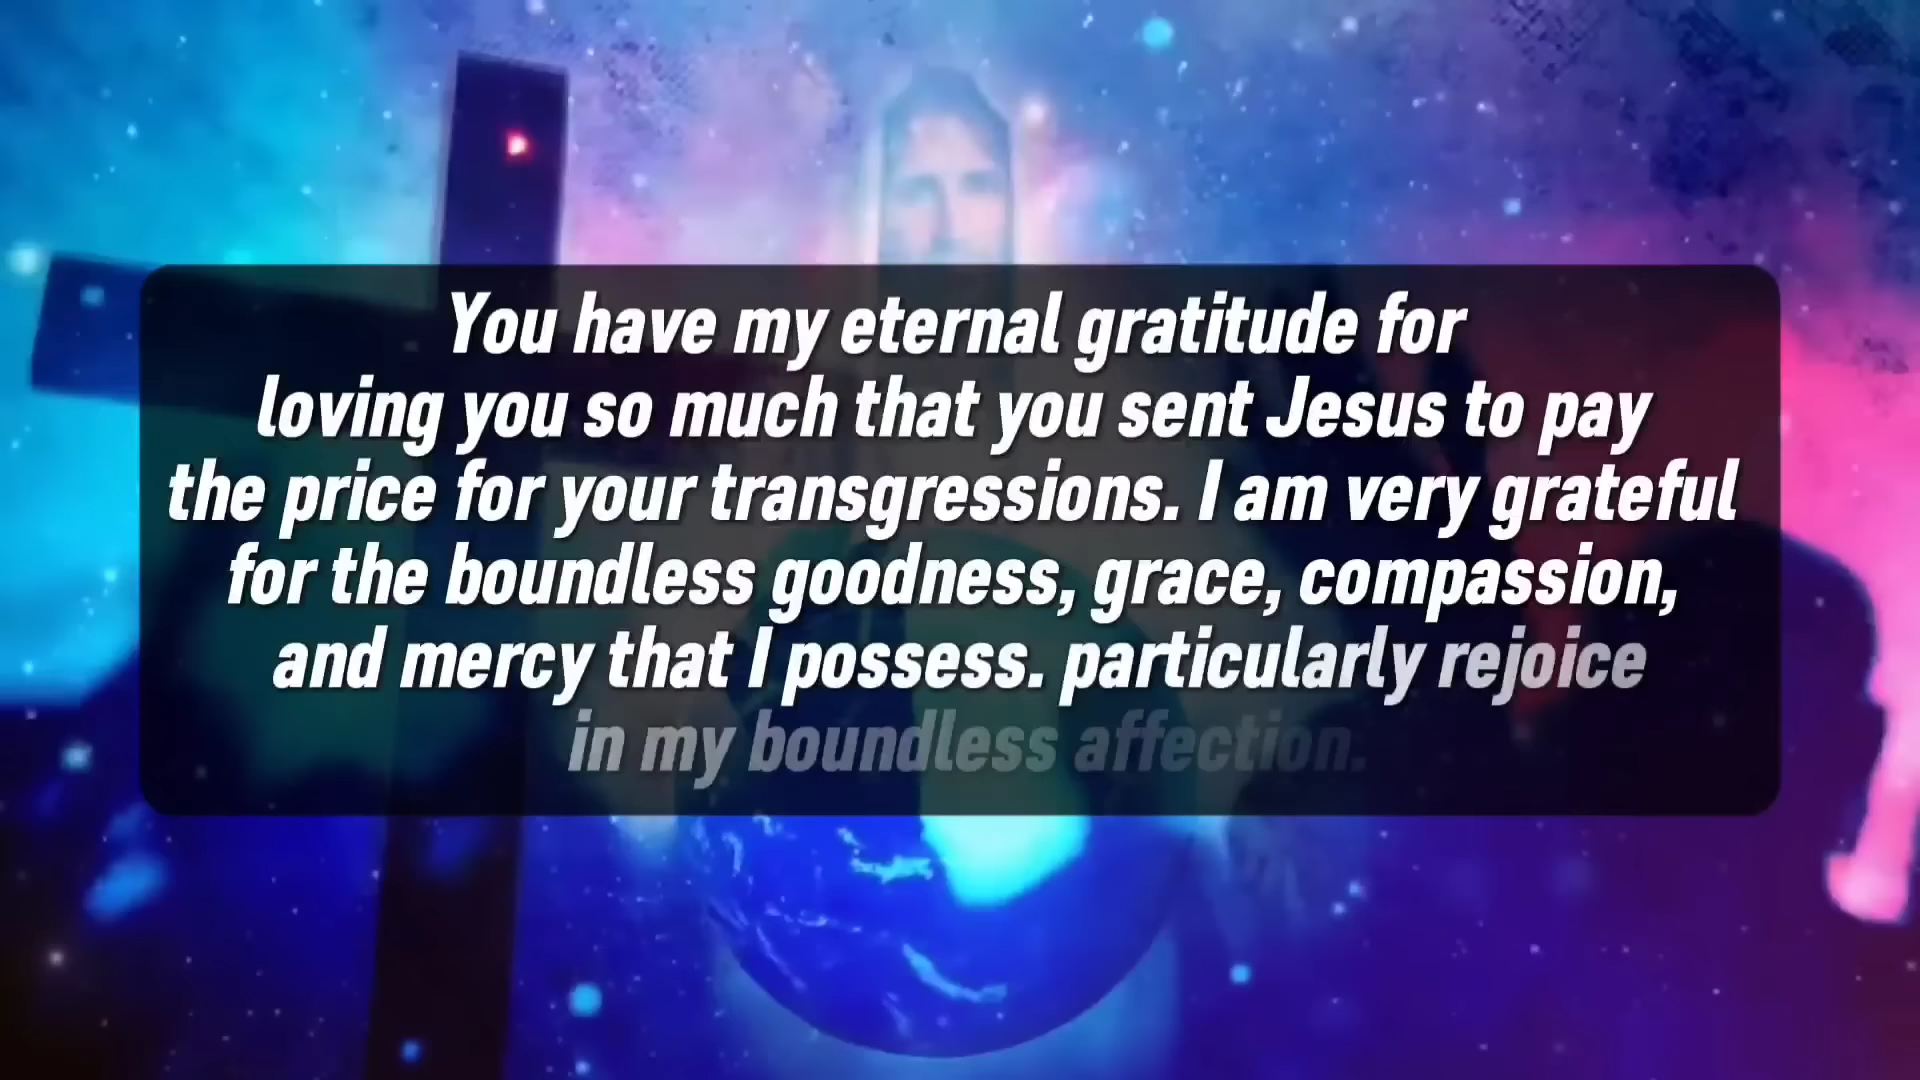 You have my eternal gratitude for
loving you so much that you sent Jesus to pay
the price for your transgressions. I am very grateful
for the boundless goodness, grace, compassion,
and mercy that I possess. particularly rejoice
in my boundless affection.